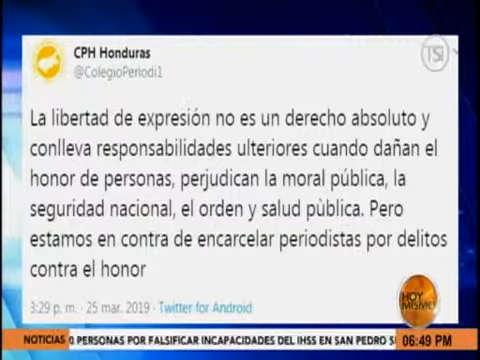 CPH Honduras
@ColegioPeriodi1
TSi
La libertad de expresión no es un derecho absoluto y
conlleva responsabilidades ulteriores cuando dañan el
honor de personas, perjudican la moral pública, la
seguridad nacional, el orden y salud pùblica. Pero
estamos en contra de encarcelar periodistas por delitos
contra el honor
3:29 p. m. · 25 mar. 2019 · Twitter for Android
HOY
MISMO
NOTICIAS
O PERSONAS POR FALSIFICAR INCAPACIDADES DEL IHSS EN SAN PEDRO S
06:49 PM